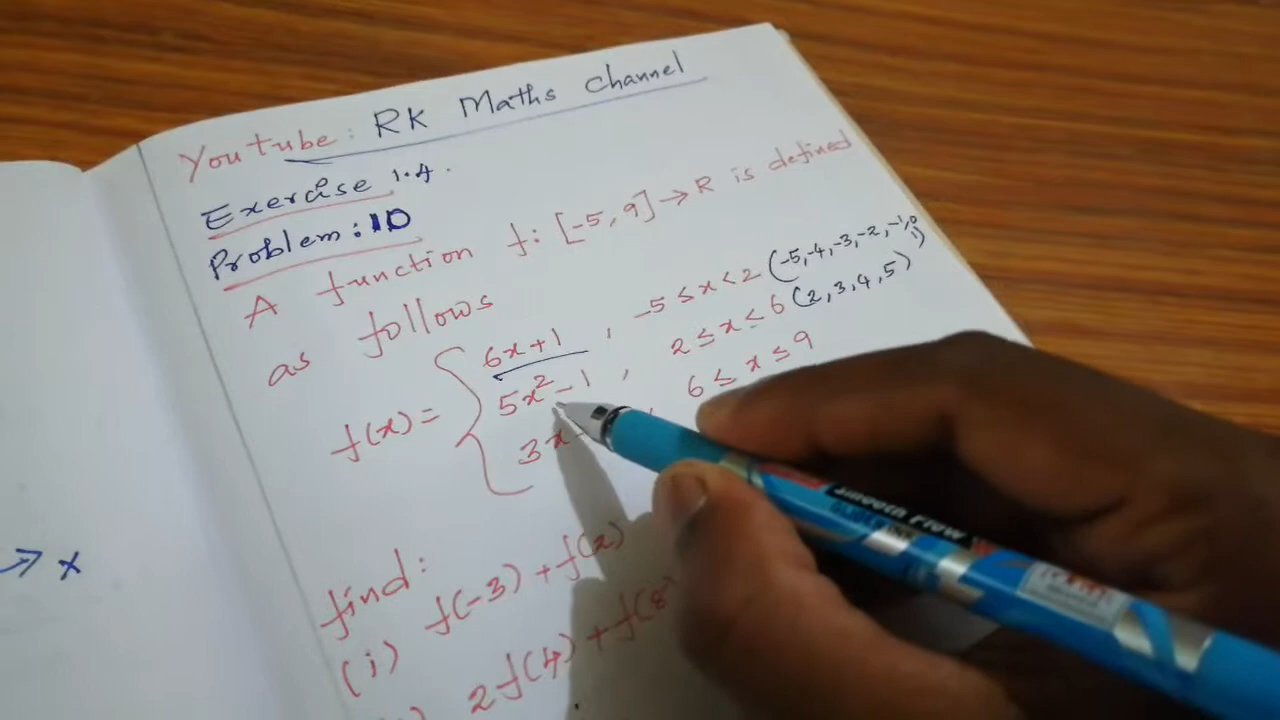 YouTube: RK Maths Channel
Exercise 1.4.
Problem: 10
A function f: [-5, 9] → R is defined
as follows
f(x) = { 6x+1 , -5 ≤ x < 2 (-5,-4,-3,-2,-1,0
1)
5x²-1 , 2 ≤ x ≤ 6 (2,3,4,5)
3x- , 6 ≤ x ≤ 9
find:
(i) f(-3) + f(2)
2f(4) + f(8)
→ x
Smooth Flow